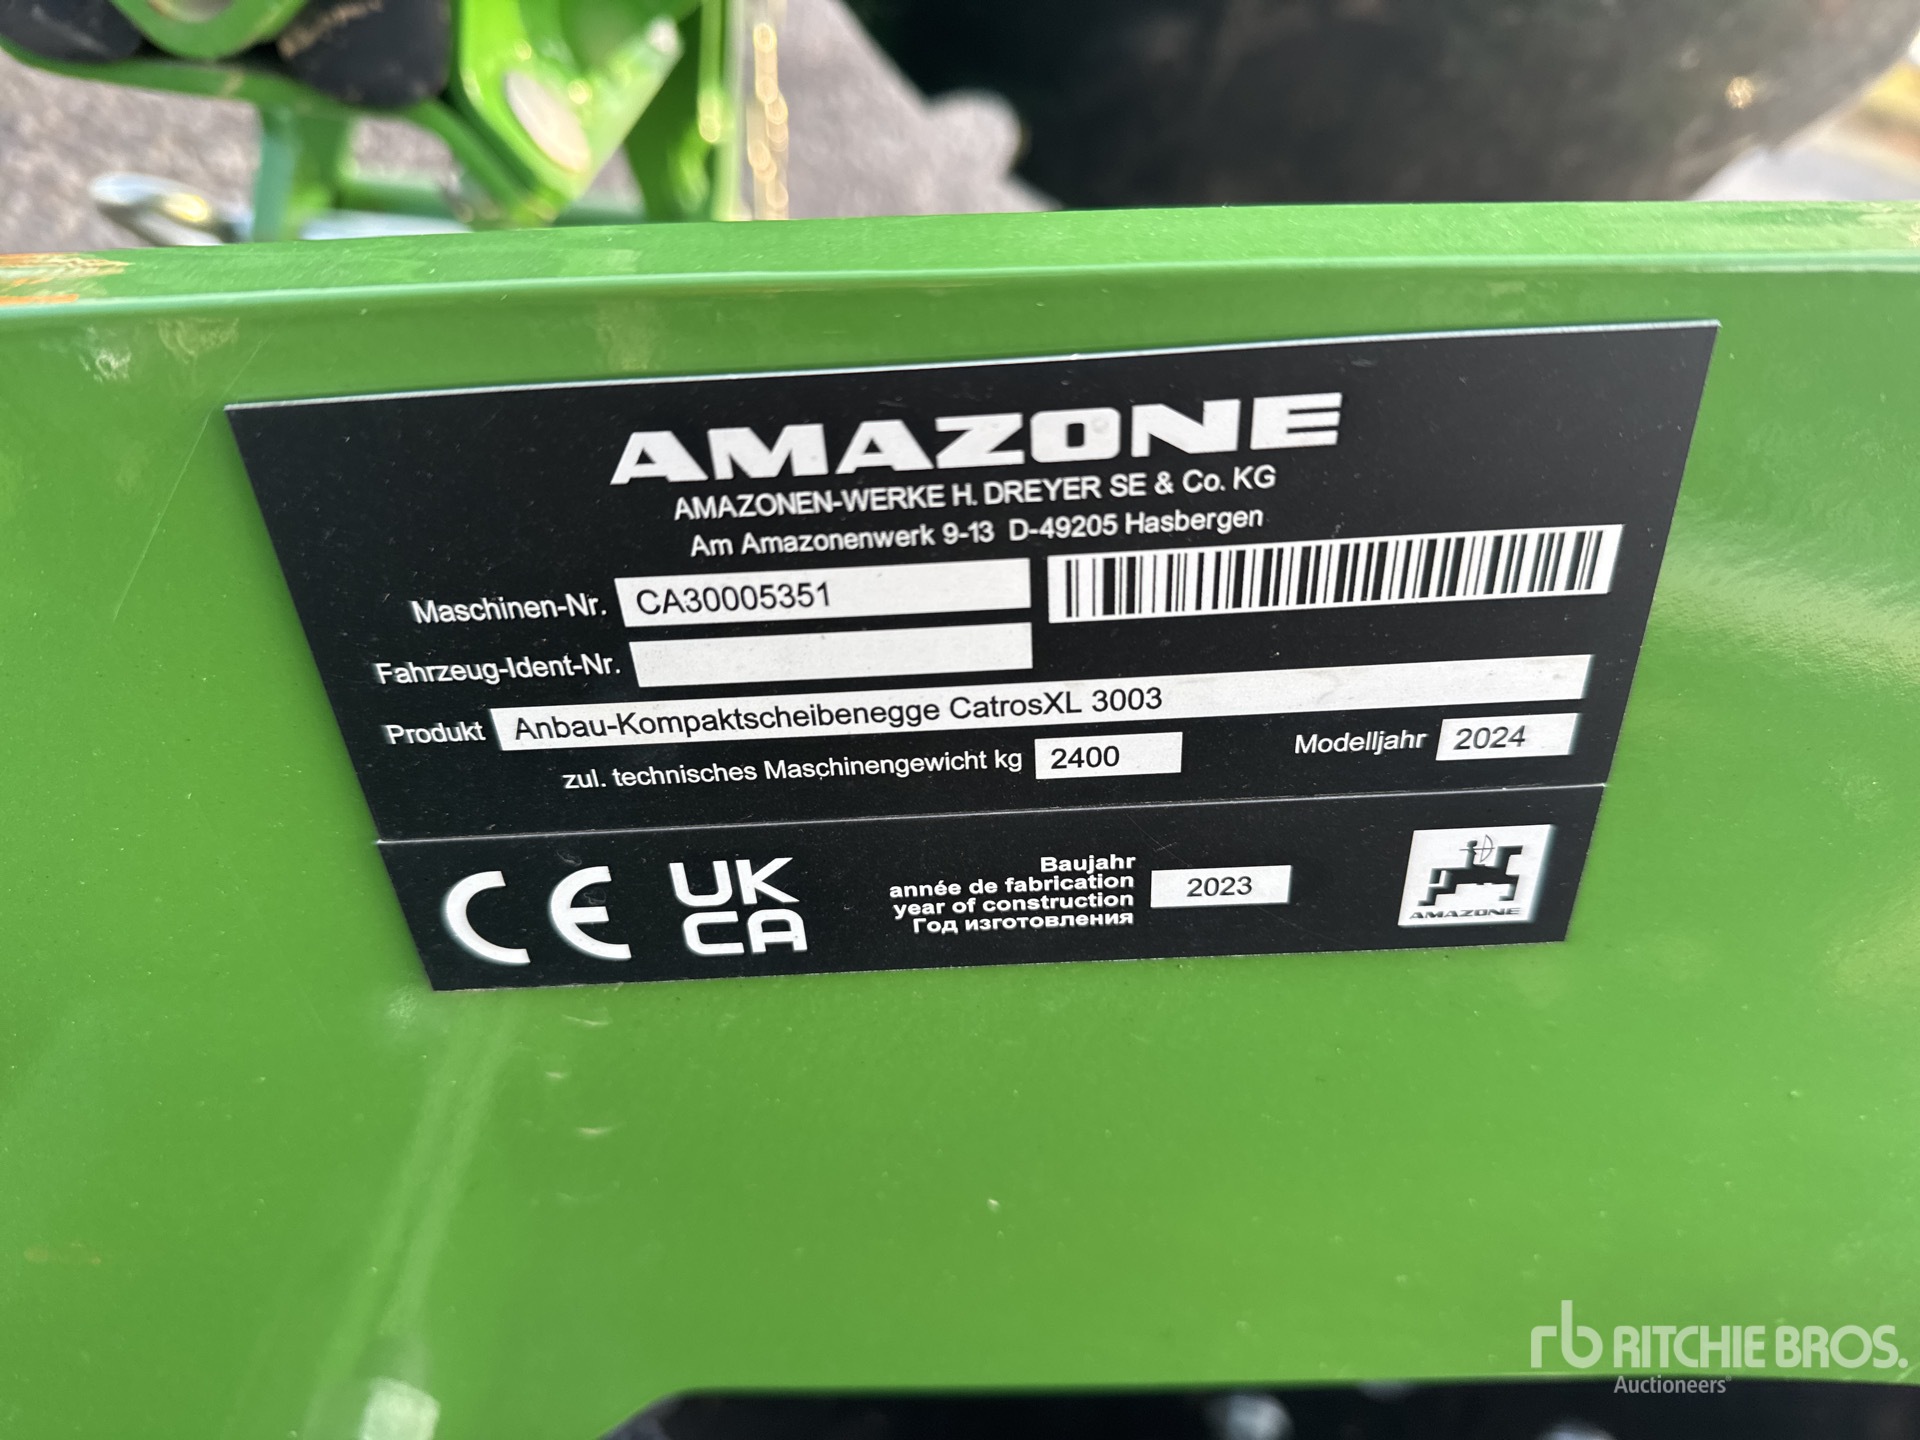 AMAZONE
AMAZONEN-WERKE H. DREYER SE & Co. KG
Am Amazonenwerk 9-13 D-49205 Hasbergen
Maschinen-Nr. CA30005351
Fahrzeug-Ident-Nr.
Produkt Anbau-Kompaktscheibenegge CatrosXL 3003
zul. technisches Maschinengewicht kg 2400 Modelljahr 2024
CE UK CA
Baujahr
année de fabrication
year of construction
Год изготовления
2023
AMAZONE
rb RITCHIE BROS.
Auctioneers